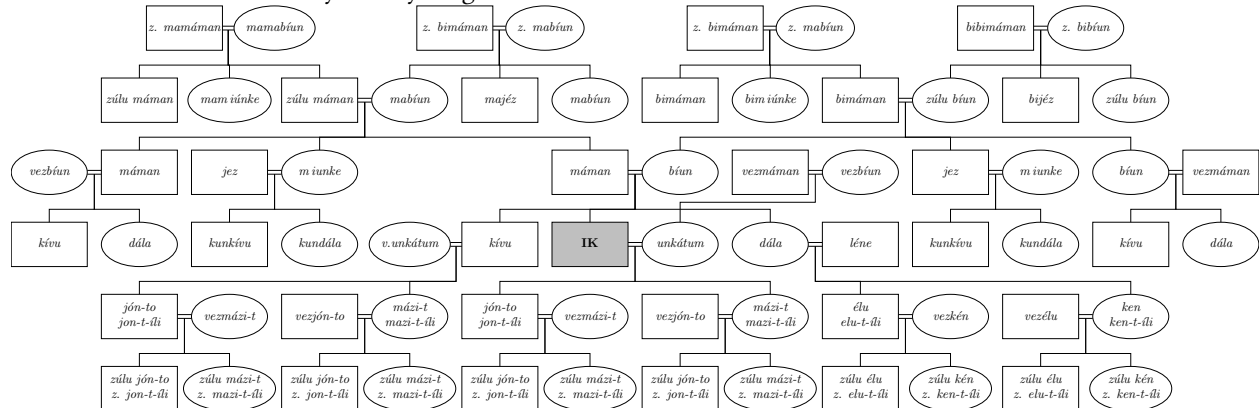 z. mamáman mamabíun z. bimáman z. mabíun z. bimáman z. mabíun bibimáman z. bibíun
zúlu máman mam iúnke zúlu máman mabíun majéz mabíun bimáman bim iúnke bimáman zúlu bíun bijéz zúlu bíun
vezbíun máman jez m iunke máman bíun vezmáman vezbíun jez m iunke bíun vezmáman
kívu dála kunkívu kundála v.unkátum kívu IK unkátum dála léne kunkívu kundála kívu dála
jón-to mázi-t jón-to mázi-t élu ken
jon-t-íli vezmázi-t vezjón-to mazi-t-íli jon-t-íli vezmázi-t vezjón-to mazi-t-íli elu-t-íli vezkén vezélu ken-t-íli
zúlu jón-to zúlu mázi-t zúlu jón-to zúlu mázi-t zúlu jón-to zúlu mázi-t zúlu jón-to zúlu mázi-t zúlu élu zúlu kén zúlu élu zúlu kén
z. jon-t-íli z. mazi-t-íli z. jon-t-íli z. mazi-t-íli z. jon-t-íli z. mazi-t-íli z. jon-t-íli z. mazi-t-íli z. elu-t-íli z. ken-t-íli z. elu-t-íli z. ken-t-íli